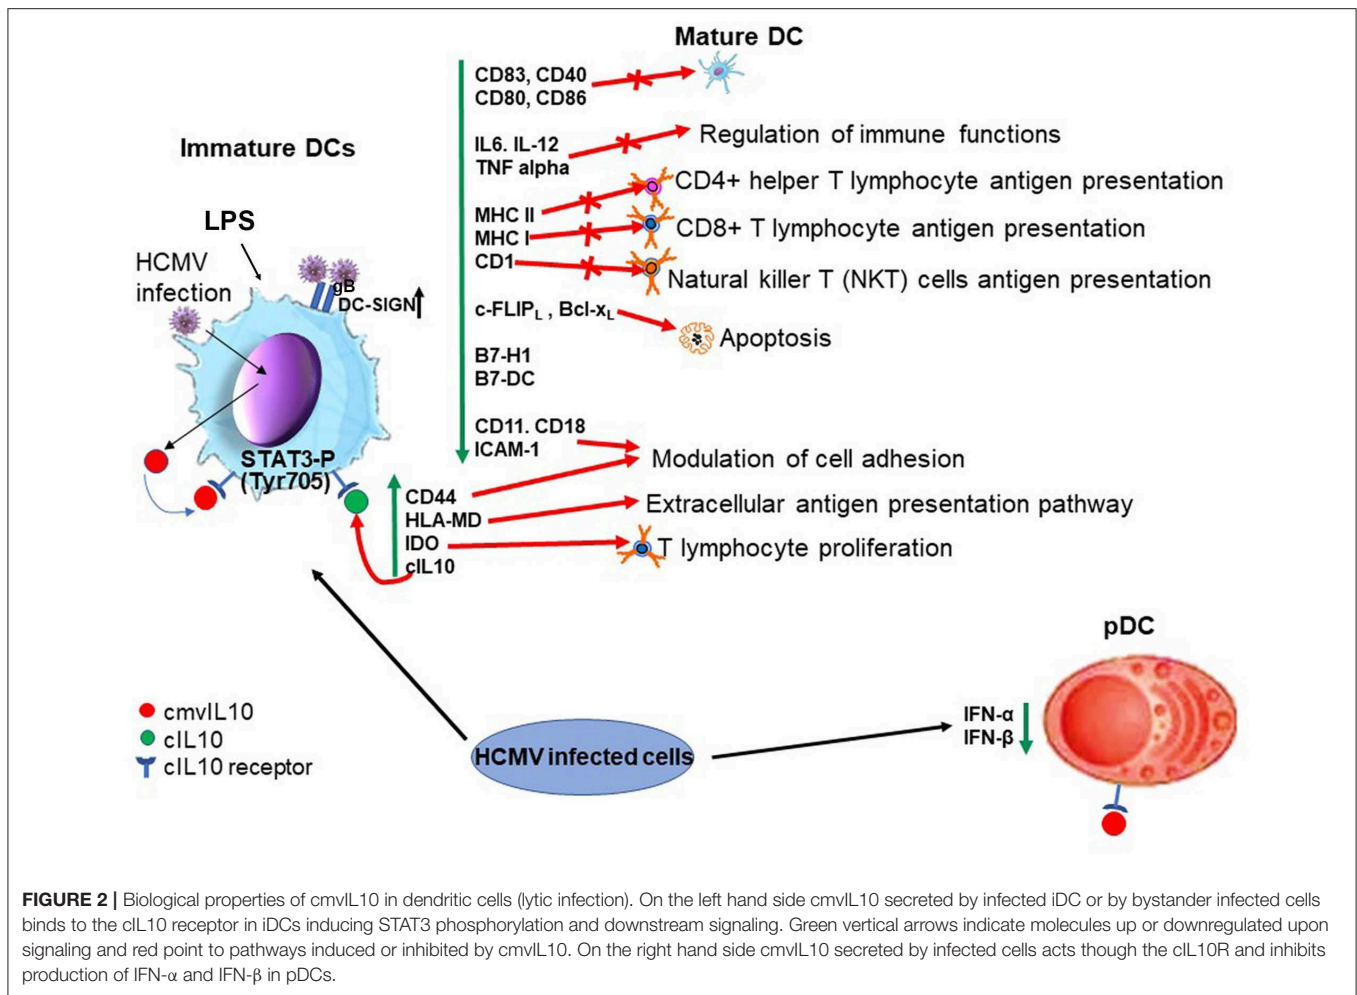 Mature DC
CD83, CD40
CD80, CD86
Immature DCs
IL6. IL-12
TNF alpha
Regulation of immune functions
CD4+ helper T lymphocyte antigen presentation
LPS
MHC II
MHC I
CD8+ T lymphocyte antigen presentation
CD1
Natural killer T (NKT) cells antigen presentation
HCMV
infection
gB
DC-SIGN
c-FLIPL , Bcl-xL
Apoptosis
B7-H1
B7-DC
CD11. CD18
ICAM-1
Modulation of cell adhesion
STAT3-P
(Tyr705)
CD44
HLA-MD
IDO
cIL10
Extracellular antigen presentation pathway
T lymphocyte proliferation
pDC
IFN-α
IFN-β
cmvIL10
cIL10
cIL10 receptor
HCMV infected cells
FIGURE 2 | Biological properties of cmvIL10 in dendritic cells (lytic infection). On the left hand side cmvIL10 secreted by infected iDC or by bystander infected cells
binds to the cIL10 receptor in iDCs inducing STAT3 phosphorylation and downstream signaling. Green vertical arrows indicate molecules up or downregulated upon
signaling and red point to pathways induced or inhibited by cmvIL10. On the right hand side cmvIL10 secreted by infected cells acts though the cIL10R and inhibits
production of IFN-α and IFN-β in pDCs.